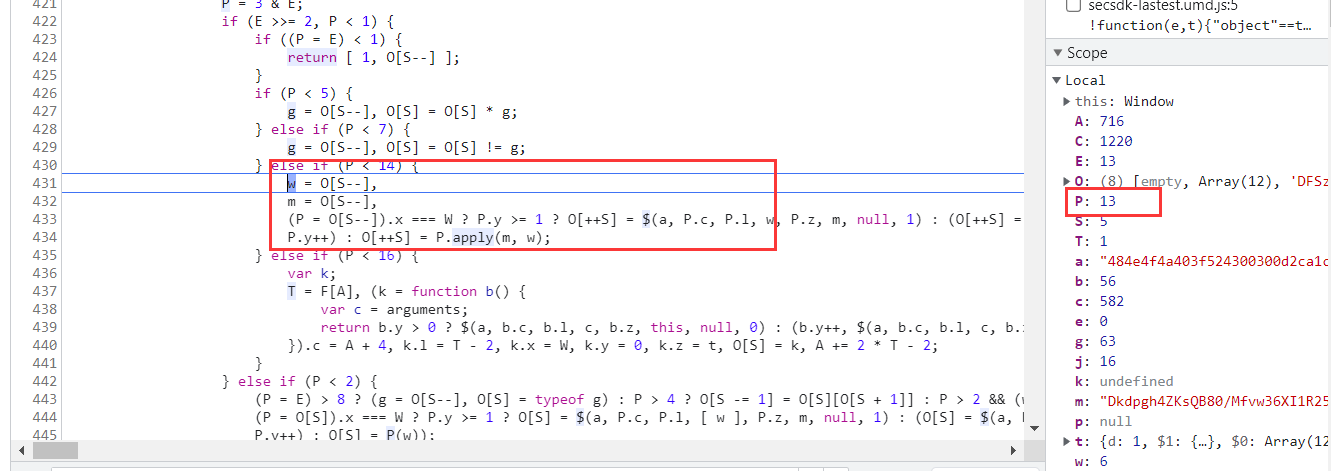 421 P = 3 & E;
422 if (E >>= 2, P < 1) {
423 if ((P = E) < 1) {
424 return [ 1, O[S--] ];
425 }
426 if (P < 5) {
427 g = O[S--], O[S] = O[S] * g;
428 } else if (P < 7) {
429 g = O[S--], O[S] = O[S] != g;
430 } else if (P < 14) {
431 w = O[S--],
432 m = O[S--],
433 (P = O[S--]).x === W ? P.y >= 1 ? O[++S] = $(a, P.c, P.l, w, P.z, m, null, 1) : (O[++S] =
434 P.y++) : O[++S] = P.apply(m, w);
435 } else if (P < 16) {
436 var k;
437 T = F[A], (k = function b() {
438 var c = arguments;
439 return b.y > 0 ? $(a, b.c, b.l, c, b.z, this, null, 0) : (b.y++, $(a, b.c, b.l, c, b.
440 }).c = A + 4, k.l = T - 2, k.x = W, k.y = 0, k.z = t, O[S] = k, A += 2 * T - 2;
441 }
442 } else if (P < 2) {
443 (P = E) > 8 ? (g = O[S--], O[S] = typeof g) : P > 4 ? O[S -= 1] = O[S][O[S + 1]] : P > 2 && (
444 (P = O[S]).x === W ? P.y >= 1 ? O[S] = $(a, P.c, P.l, [ w ], P.z, m, null, 1) : (O[S] = $(a,
445 P.y++) : O[S] = P(w));
secsdk-lastest.umd.js:5
!function(e,t){"object"==t…
Scope
Local
this: Window
A: 716
C: 1220
E: 13
O: (8) [empty, Array(12), 'DFSz
P: 13
S: 5
T: 1
a: "484e4f4a403f524300300d2ca1c
b: 56
c: 582
e: 0
g: 63
j: 16
k: undefined
m: "Dkdpgh4ZKsQB80/Mfvw36XI1R25
p: null
t: {d: 1, $1: {…}, $0: Array(12
w: 6